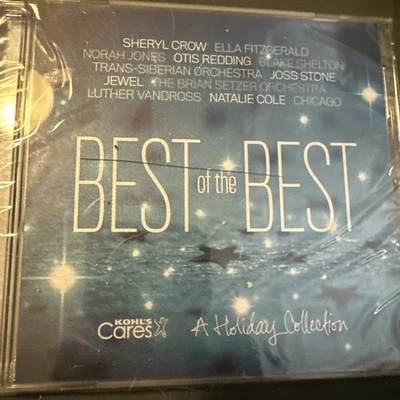 SHERYL CROW ELLA FITZGERALD
NORAH JONES OTIS REDDING BLAKE SHELTON
TRANS-SIBERIAN ORCHESTRA JOSS STONE
JEWEL THE BRIAN SETZER ORCHESTRA
LUTHER VANDROSS NATALIE COLE CHICAGO
BEST of the BEST
KOHL'S
Cares A Holiday Collection